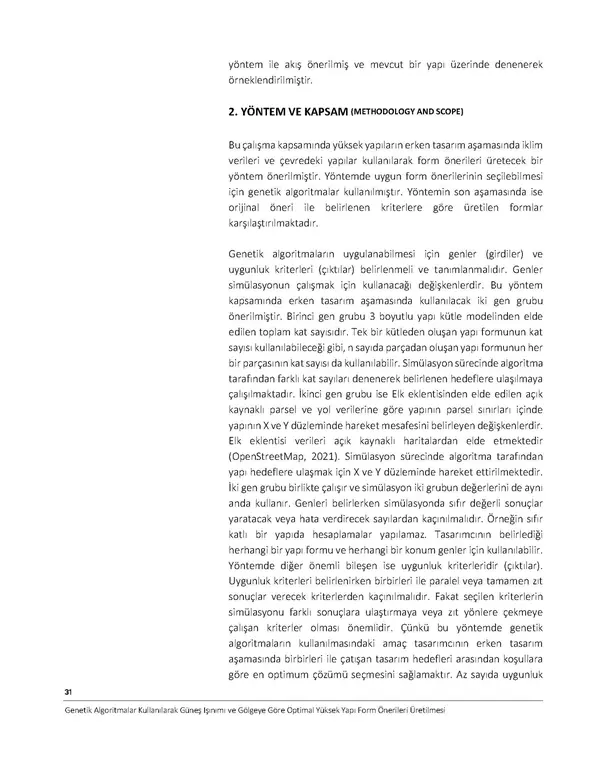 yöntem ile akış önerilmiş ve mevcut bir yapı üzerinde denenerek
örneklendirilmiştir.
2. YÖNTEM VE KAPSAM (METHODOLOGY AND SCOPE)
Bu çalışma kapsamında yüksek yapıların erken tasarım aşamasında iklim
verileri ve çevredeki yapılar kullanılarak form önerileri üretecek bir
yöntem önerilmiştir. Yöntemde uygun form önerilerinin seçilebilmesi
için genetik algoritmalar kullanılmıştır. Yöntemin son aşamasında ise
orijinal öneri ile belirlenen kriterlere göre üretilen formlar
karşılaştırılmaktadır.
Genetik algoritmaların uygulanabilmesi için genler (girdiler) ve
uygunluk kriterleri (çıktılar) belirlenmeli ve tanımlanmalıdır. Genler
simülasyonun çalışmak için kullanacağı değişkenlerdir. Bu yöntem
kapsamında erken tasarım aşamasında kullanılacak iki gen grubu
önerilmiştir. Birinci gen grubu 3 boyutlu yapı kütle modelinden elde
edilen toplam kat sayısıdır. Tek bir kütleden oluşan yapı formunun kat
sayısı kullanılabileceği gibi, n sayıda parçadan oluşan yapı formunun her
bir parçasının kat sayısı da kullanılabilir. Simülasyon sürecinde algoritma
tarafından farklı kat sayıları denenerek belirlenen hedeflere ulaşılmaya
çalışılmaktadır. İkinci gen grubu ise Elk eklentisinden elde edilen açık
kaynaklı parsel ve yol verilerine göre yapının parsel sınırları içinde
yapının X ve Y düzleminde hareket mesafesini belirleyen değişkenlerdir.
Elk eklentisi verileri açık kaynaklı haritalardan elde etmektedir
(OpenStreetMap, 2021). Simülasyon sürecinde algoritma tarafından
yapı hedeflere ulaşmak için X ve Y düzleminde hareket ettirilmektedir.
İki gen grubu birlikte çalışır ve simülasyon iki grubun değerlerini de aynı
anda kullanır. Genleri belirlerken simülasyonda sıfır değerli sonuçlar
yaratacak veya hata verdirecek sayılardan kaçınılmalıdır. Örneğin sıfır
katlı bir yapıda hesaplamalar yapılamaz. Tasarımcının belirlediği
herhangi bir yapı formu ve herhangi bir konum genler için kullanılabilir.
Yöntemde diğer önemli bileşen ise uygunluk kriterleridir (çıktılar).
Uygunluk kriterleri belirlenirken birbirleri ile paralel veya tamamen zıt
sonuçlar verecek kriterlerden kaçınılmalıdır. Fakat seçilen kriterlerin
simülasyonu farklı sonuçlara ulaştırmaya veya zıt yönlere çekmeye
çalışan kriterler olması önemlidir. Çünkü bu yöntemde genetik
algoritmaların kullanılmasındaki amaç tasarımcının erken tasarım
aşamasında birbirleri ile çatışan tasarım hedefleri arasından koşullara
göre en optimum çözümü seçmesini sağlamaktır. Az sayıda uygunluk
31
Genetik Algoritmalar Kullanılarak Güneş Işınımı ve Gölgeye Göre Optimal Yüksek Yapı Form Önerileri Üretilmesi